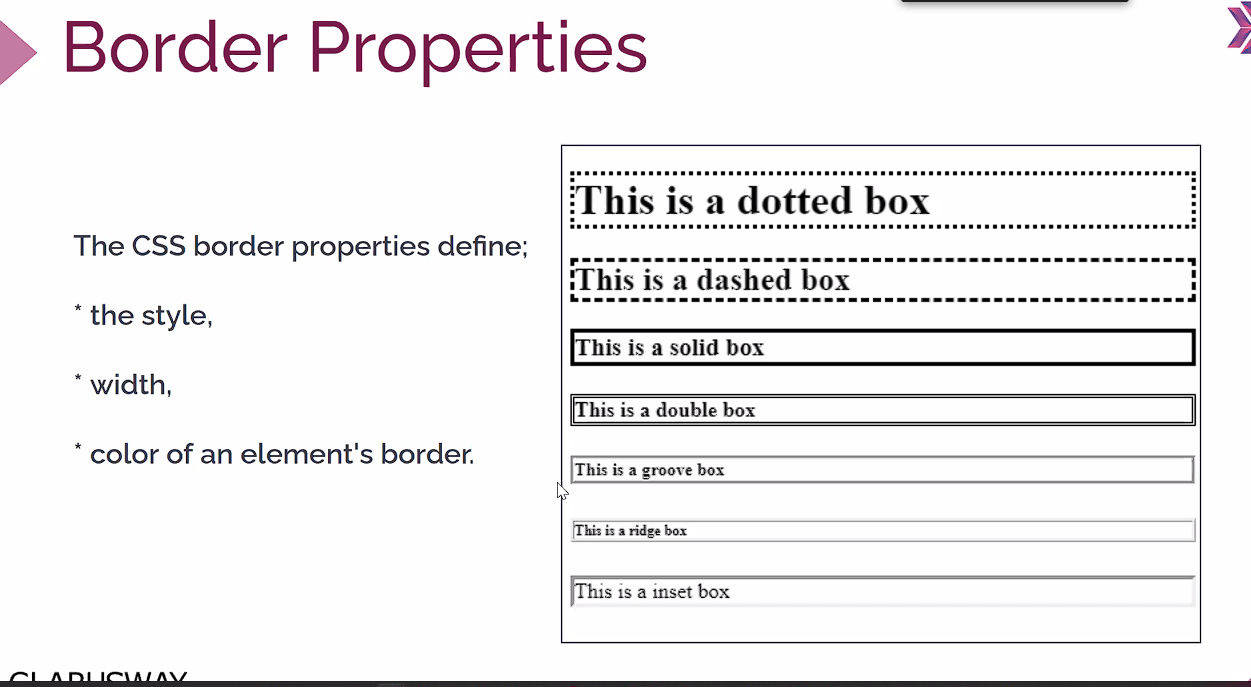 Border Properties
The CSS border properties define;
* the style,
* width,
* color of an element's border.
This is a dotted box
This is a dashed box
This is a solid box
This is a double box
This is a groove box
This is a ridge box
This is a inset box
CLARUSWAY